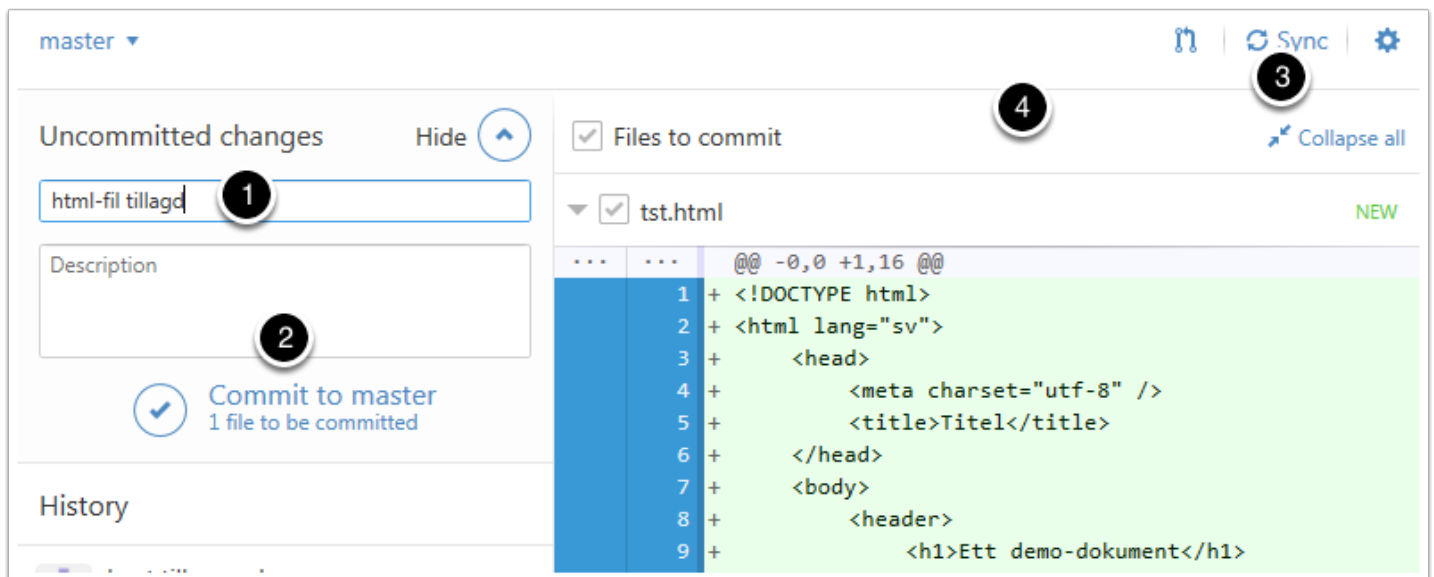 master
Sync
3
4
Uncommitted changes
Hide
Files to commit
Collapse all
html-fil tillagd
1
tst.html
NEW
Description
2
Commit to master
1 file to be committed
History
... ... @@ -0,0 +1,16 @@
1 + <!DOCTYPE html>
2 + <html lang="sv">
3 + <head>
4 + <meta charset="utf-8" />
5 + <title>Titel</title>
6 + </head>
7 + <body>
8 + <header>
9 + <h1>Ett demo-dokument</h1>